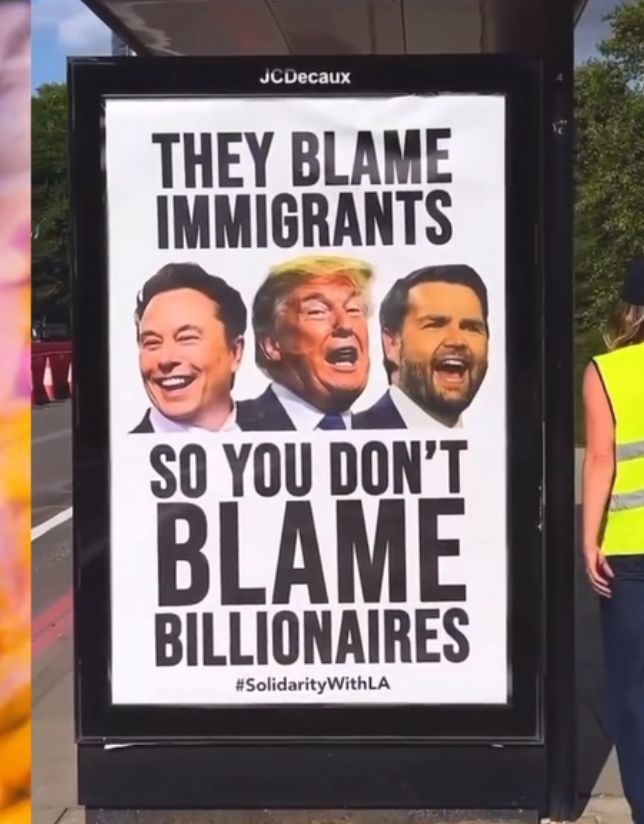 JCDecaux
THEY BLAME
IMMIGRANTS
SO YOU DON'T
BLAME
BILLIONAIRES
#SolidarityWithLA